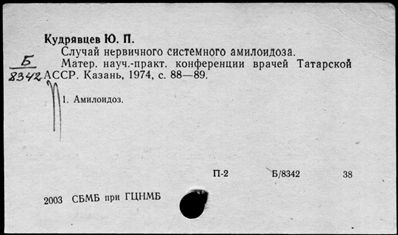 Кудрявцев Ю. П.
Случай нервичного системного амилоидоза.
Б
8342
Матер. науч.-практ. конференции врачей Татарской
АССР. Казань, 1974, с. 88—89.
1. Амилоидоз.
П-2 Б/8342 38
2003 СБМБ при ГЦНМБ